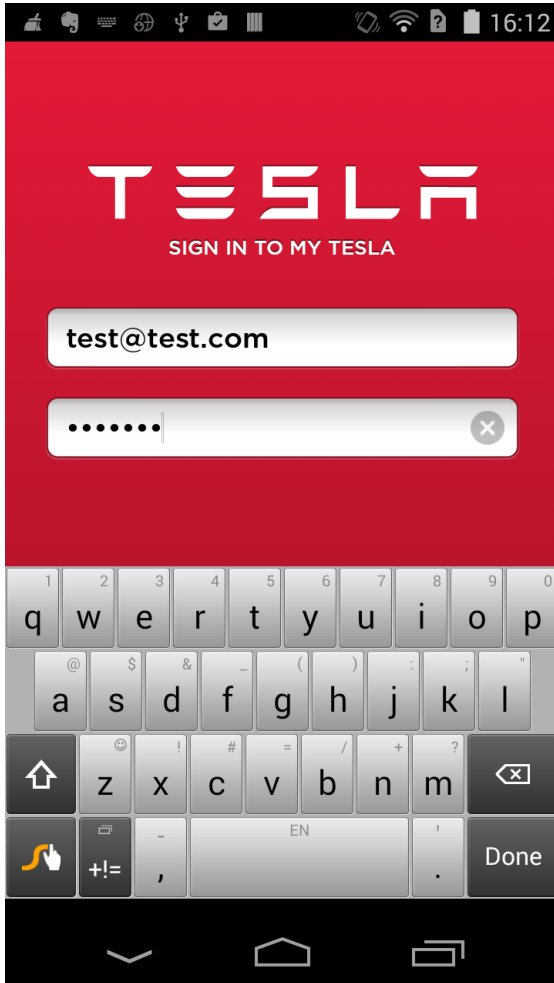 16:12
TESLA
SIGN IN TO MY TESLA
test@test.com
•••••••
1 2 3 4 5 6 7 8 9 0
q w e r t y u i o p
@ $ & _ ( ) : ; "
a s d f g h j k l
! # = / + ?
z x c v b n m
- EN '
+!= , . Done